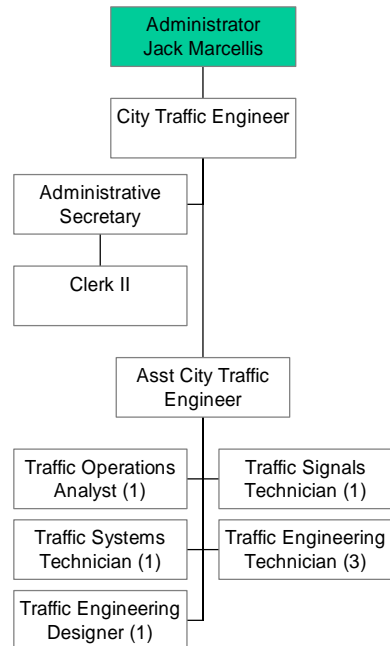 Administrator
Jack Marcellis
City Traffic Engineer
Administrative
Secretary
Clerk II
Asst City Traffic
Engineer
Traffic Operations
Analyst (1)
Traffic Signals
Technician (1)
Traffic Systems
Technician (1)
Traffic Engineering
Technician (3)
Traffic Engineering
Designer (1)